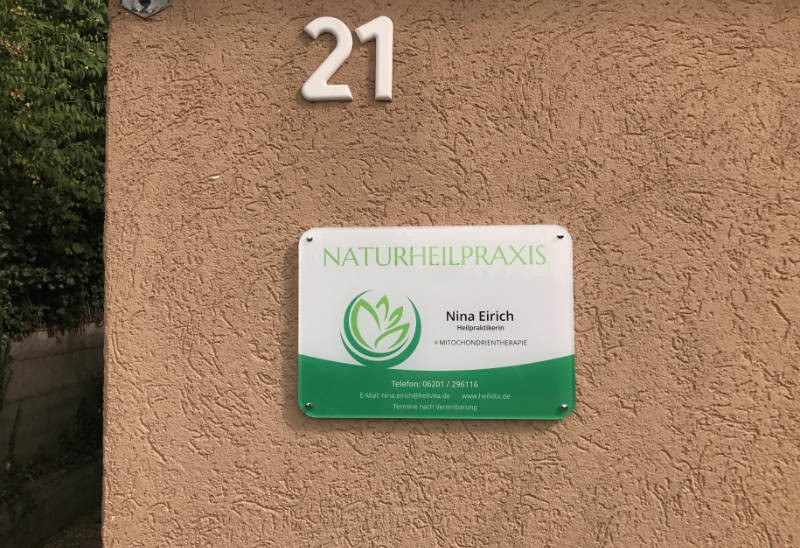 21
NATURHEILPRAXIS
Nina Eirich
Heilpraktikerin
MITOCHONDRIENTHERAPIE
Telefon: 06201 / 296116
E-Mail: nina.eirich@heilvita.de www.heilvita.de
Termine nach Vereinbarung